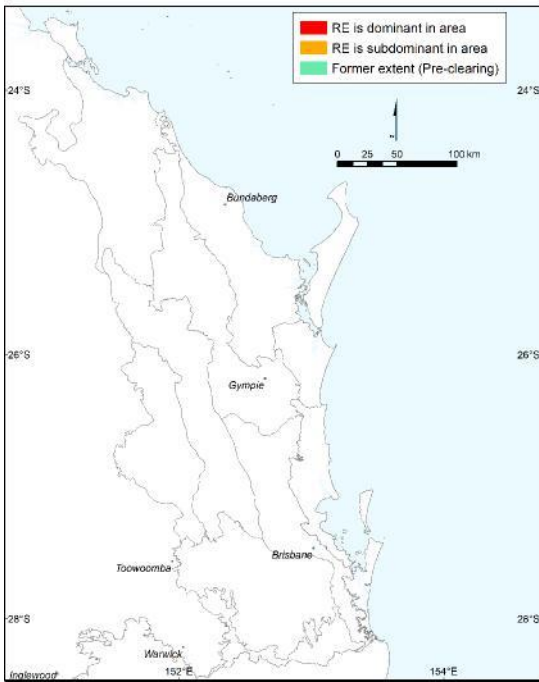 RE is dominant in area
RE is subdominant in area
Former extent (Pre-clearing)
24°S
24°S
0 25 50 100 km
Bundaberg
26°S
26°S
Gympie
Brisbane
Toowoomba
28°S
28°S
Warwick
Inglewood
152°E
154°E